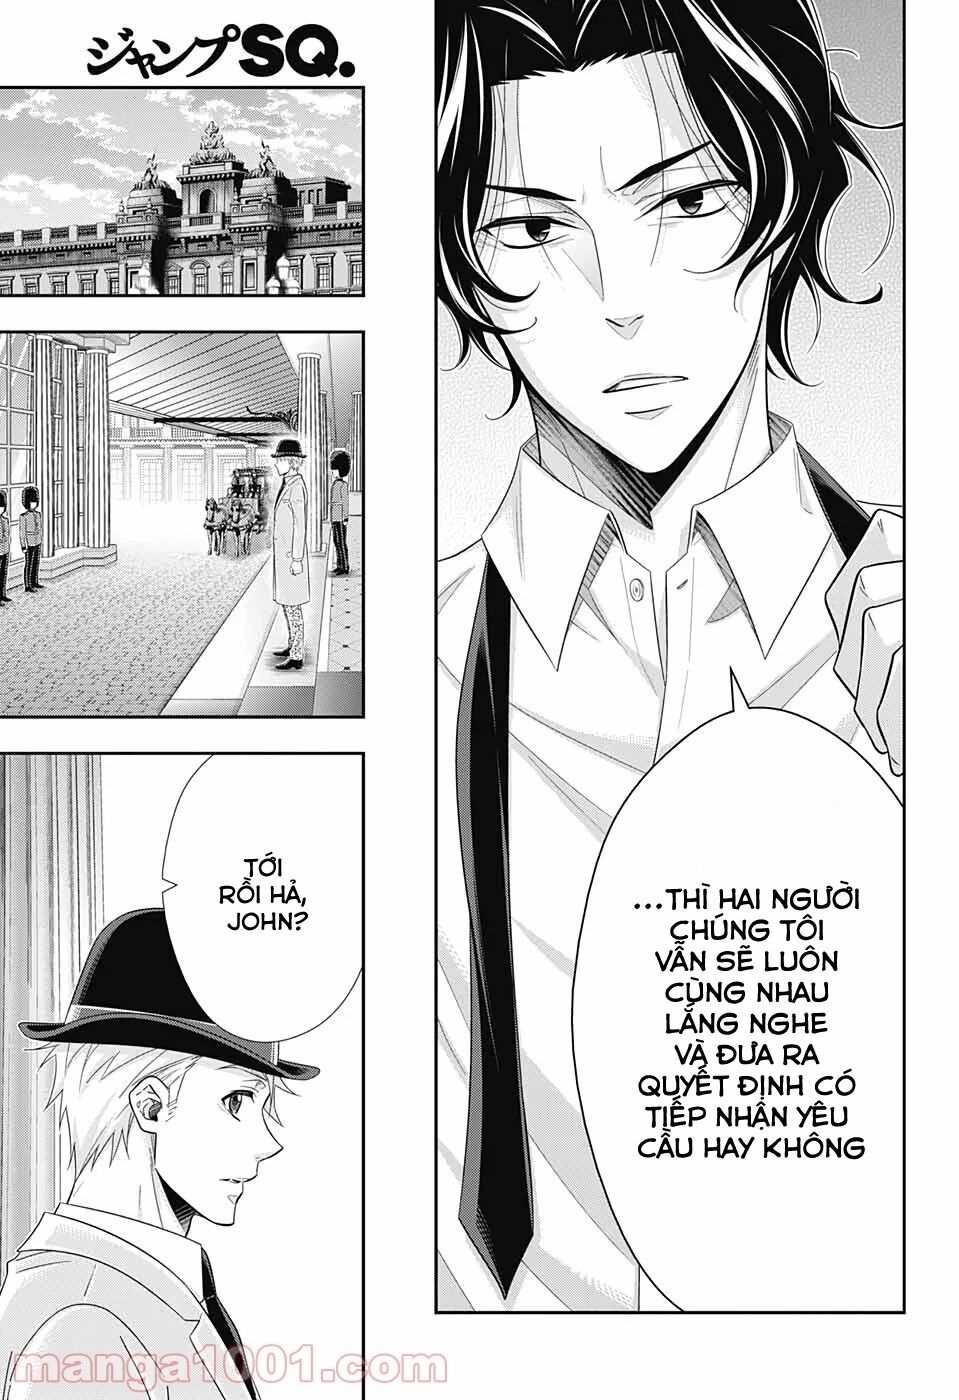 ジャンプSQ.
...THÌ HAI NGƯỜI
CHÚNG TÔI
VẪN SẼ LUÔN
CÙNG NHAU
LẮNG NGHE
VÀ ĐƯA RA
QUYẾT ĐỊNH CÓ
TIẾP NHẬN YÊU
CẦU HAY KHÔNG
TỚI
RỒI HẢ,
JOHN?
manga1001.com